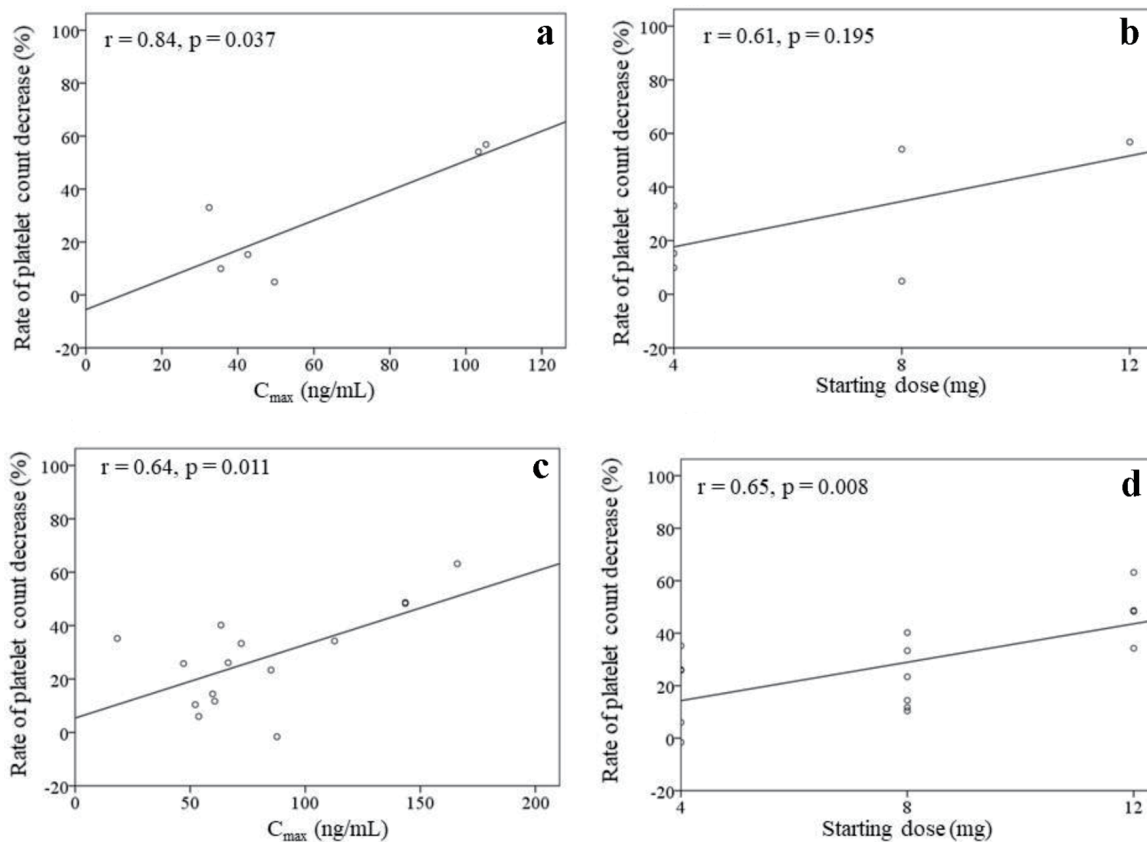 a
r = 0.84, p = 0.037
Rate of platelet count decrease (%)
100
80
60
40
20
0
-20
0 20 40 60 80 100 120
Cmax (ng/mL)
b
r = 0.61, p = 0.195
Rate of platelet count decrease (%)
100
80
60
40
20
0
-20
4 8 12
Starting dose (mg)
c
r = 0.64, p = 0.011
Rate of platelet count decrease (%)
100
80
60
40
20
0
-20
0 50 100 150 200
Cmax (ng/mL)
d
r = 0.65, p = 0.008
Rate of platelet count decrease (%)
100
80
60
40
20
0
-20
4 8 12
Starting dose (mg)